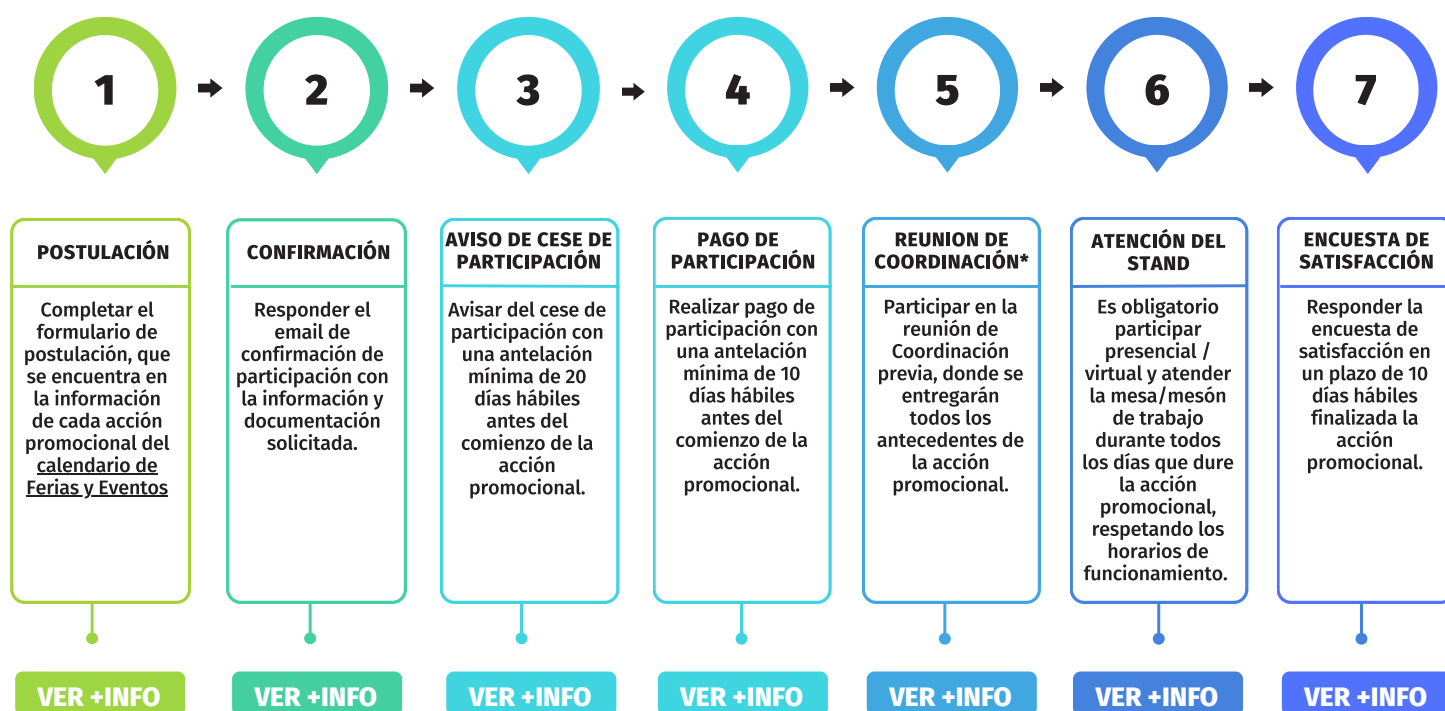 1
2
3
4
5
6
7
POSTULACIÓN
Completar el
formulario de
postulación, que
se encuentra en
la información
de cada acción
promocional del
calendario de
Ferias y Eventos
VER +INFO
CONFIRMACIÓN
Responder el
email de
confirmación de
participación con
la información y
documentación
solicitada.
VER +INFO
AVISO DE CESE DE
PARTICIPACIÓN
Avisar del cese de
participación con
una antelación
mínima de 20
días hábiles
antes del
comienzo de la
acción
promocional.
VER +INFO
PAGO DE
PARTICIPACIÓN
Realizar pago de
participación con
una antelación
mínima de 10
días hábiles
antes del
comienzo de la
acción
promocional.
VER +INFO
REUNION DE
COORDINACIÓN*
Participar en la
reunión de
Coordinación
previa, donde se
entregarán
todos los
antecedentes de
la acción
promocional.
VER +INFO
ATENCIÓN DEL
STAND
Es obligatorio
participar
presencial /
virtual y atender
la mesa/mesón
de trabajo
durante todos
los días que dure
la acción
promocional,
respetando los
horarios de
funcionamiento.
VER +INFO
ENCUESTA DE
SATISFACCIÓN
Responder la
encuesta de
satisfacción en
un plazo de 10
días hábiles
finalizada la
acción
promocional.
VER +INFO